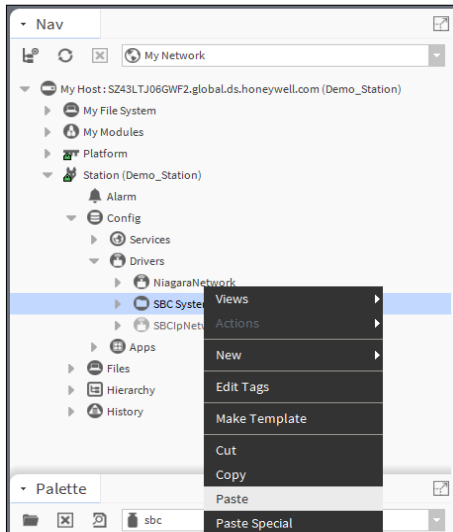 Nav
My Network
My Host : SZ43LTJ06GWF2.global.ds.honeywell.com (Demo_Station)
My File System
My Modules
Platform
Station (Demo_Station)
Alarm
Config
Services
Drivers
NiagaraNetwork
SBC Syste
SBCIpNetw
Apps
Files
Hierarchy
History
Views
Actions
New
Edit Tags
Make Template
Cut
Copy
Paste
Paste Special
Palette
sbc